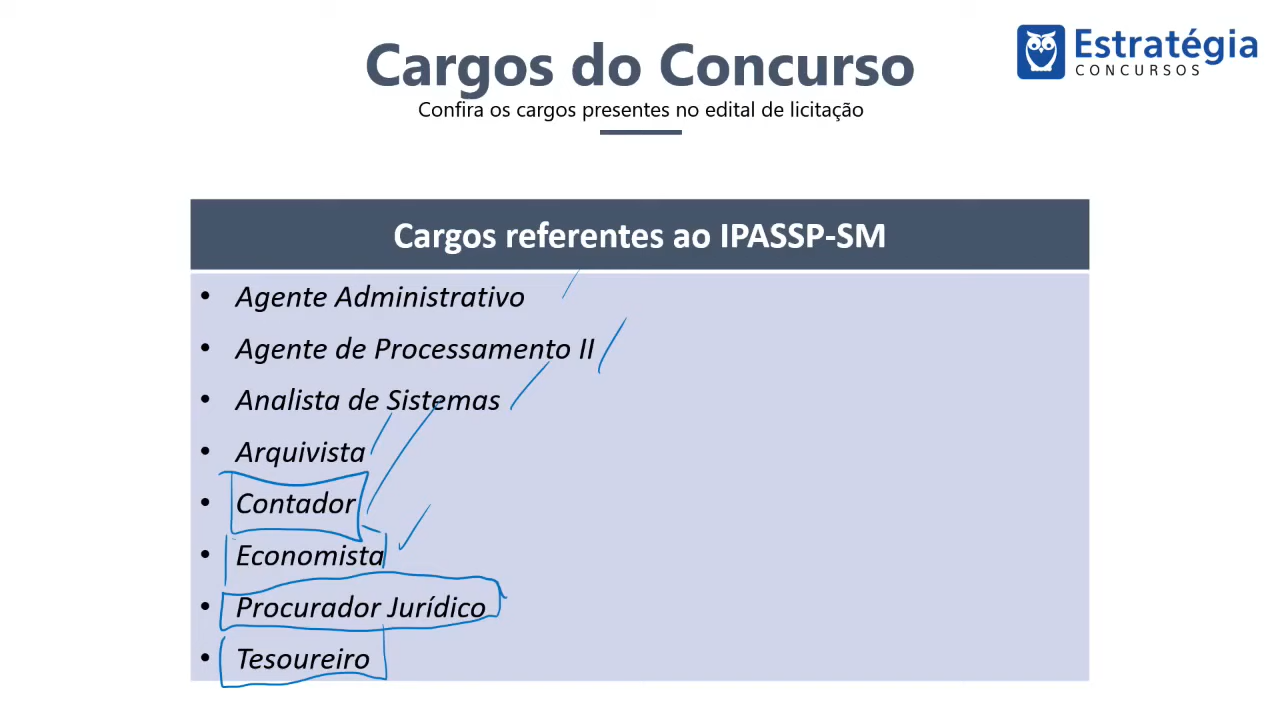 Cargos do Concurso
Estratégia
CONCURSOS
Confira os cargos presentes no edital de licitação
Cargos referentes ao IPASSP-SM
• Agente Administrativo
• Agente de Processamento II
• Analista de Sistemas
• Arquivista
• Contador
• Economista
• Procurador Jurídico
• Tesoureiro